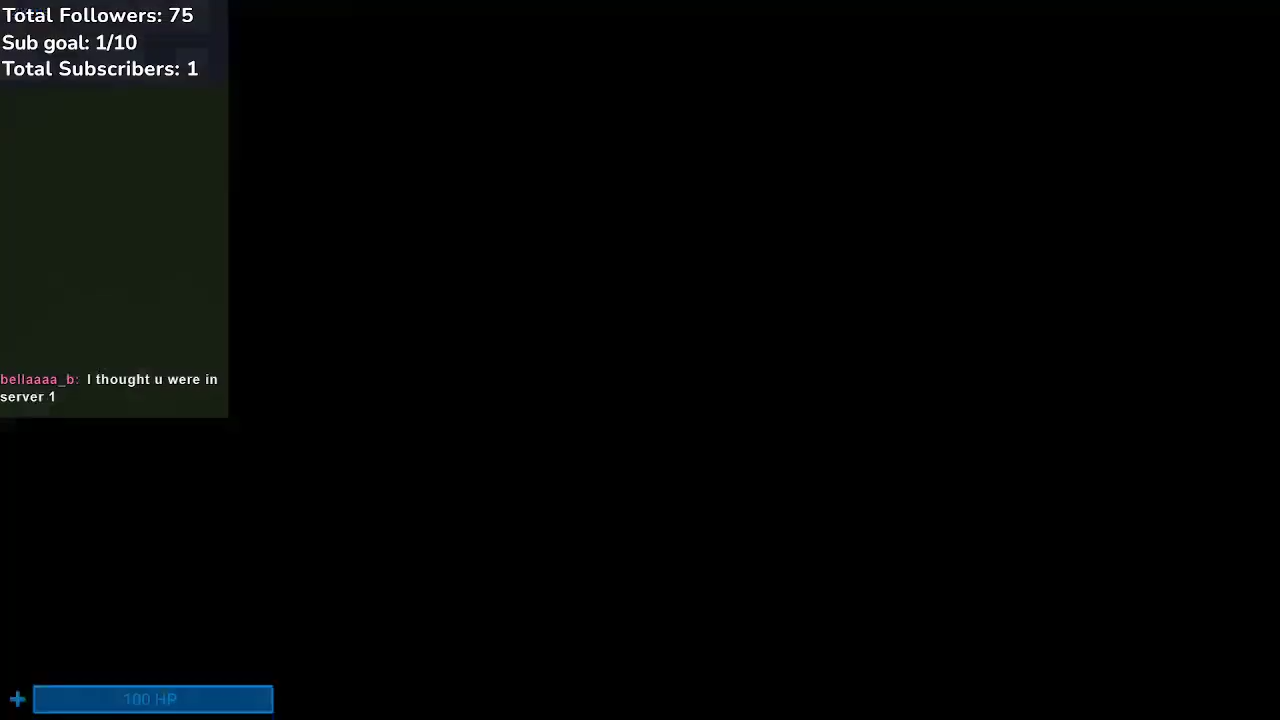 Total Followers: 75
Sub goal: 1/10
Total Subscribers: 1
bellaaaa_b: I thought u were in
server 1
100 HP